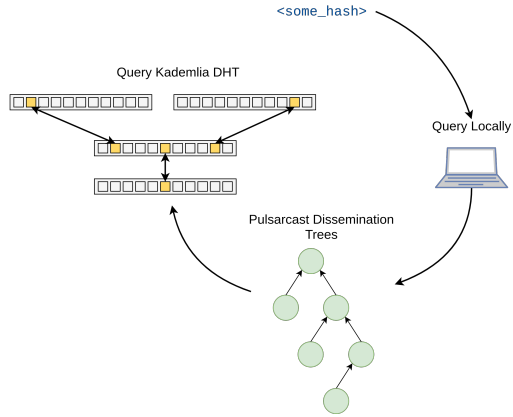 <some_hash>
Query Kademlia DHT
Query Locally
Pulsarcast Dissemination
Trees